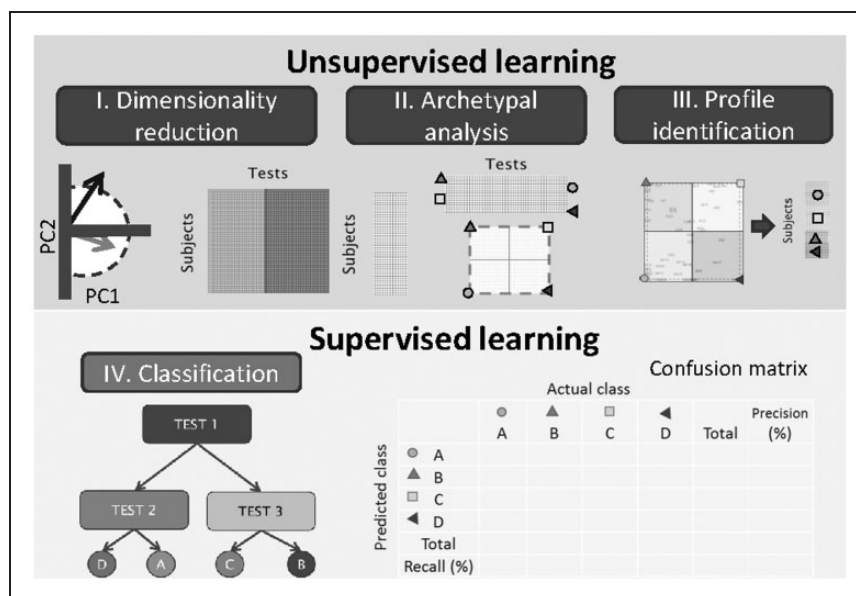 Unsupervised learning
I. Dimensionality
reduction
II. Archetypal
analysis
III. Profile
identification
PC2
PC1
Tests
Subjects
Subjects
Tests
Subjects
Supervised learning
IV. Classification
TEST 1
TEST 2
TEST 3
D
A
C
B
Confusion matrix
Actual class
Predicted class
A
B
C
D
Total
Precision
(%)
A
B
C
D
Total
Recall (%)